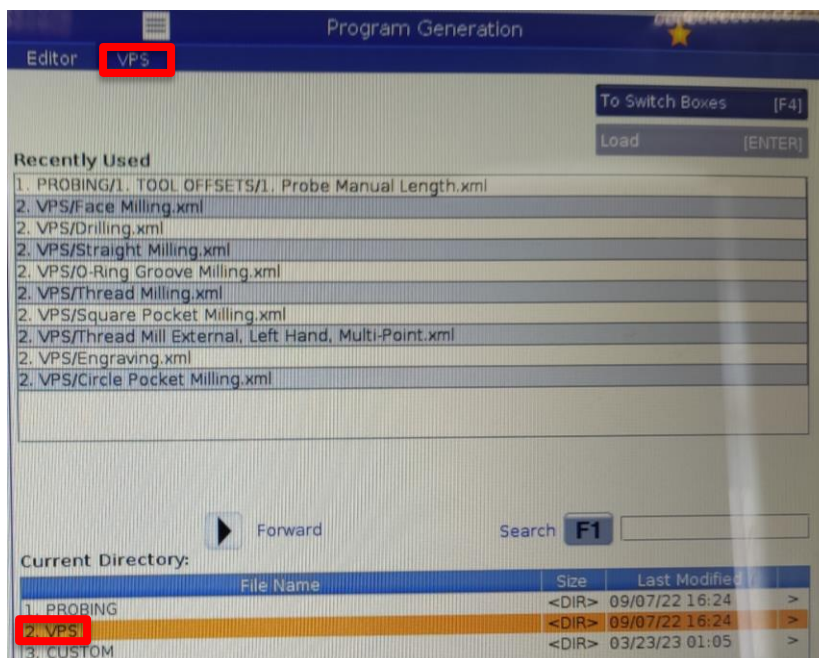 Program Generation
Editor VPS
To Switch Boxes [F4]
Load [ENTER]
Recently Used
1. PROBING/1. TOOL OFFSETS/1. Probe Manual Length.xml
2. VPS/Face Milling.xml
2. VPS/Drilling.xml
2. VPS/Straight Milling.xml
2. VPS/O-Ring Groove Milling.xml
2. VPS/Thread Milling.xml
2. VPS/Square Pocket Milling.xml
2. VPS/Thread Mill External, Left Hand, Multi-Point.xml
2. VPS/Engraving.xml
2. VPS/Circle Pocket Milling.xml
Forward Search F1
Current Directory:
File Name Size Last Modified
1. PROBING <DIR> 09/07/22 16:24 >
2. VPS <DIR> 09/07/22 16:24 >
3. CUSTOM <DIR> 03/23/23 01:05 >